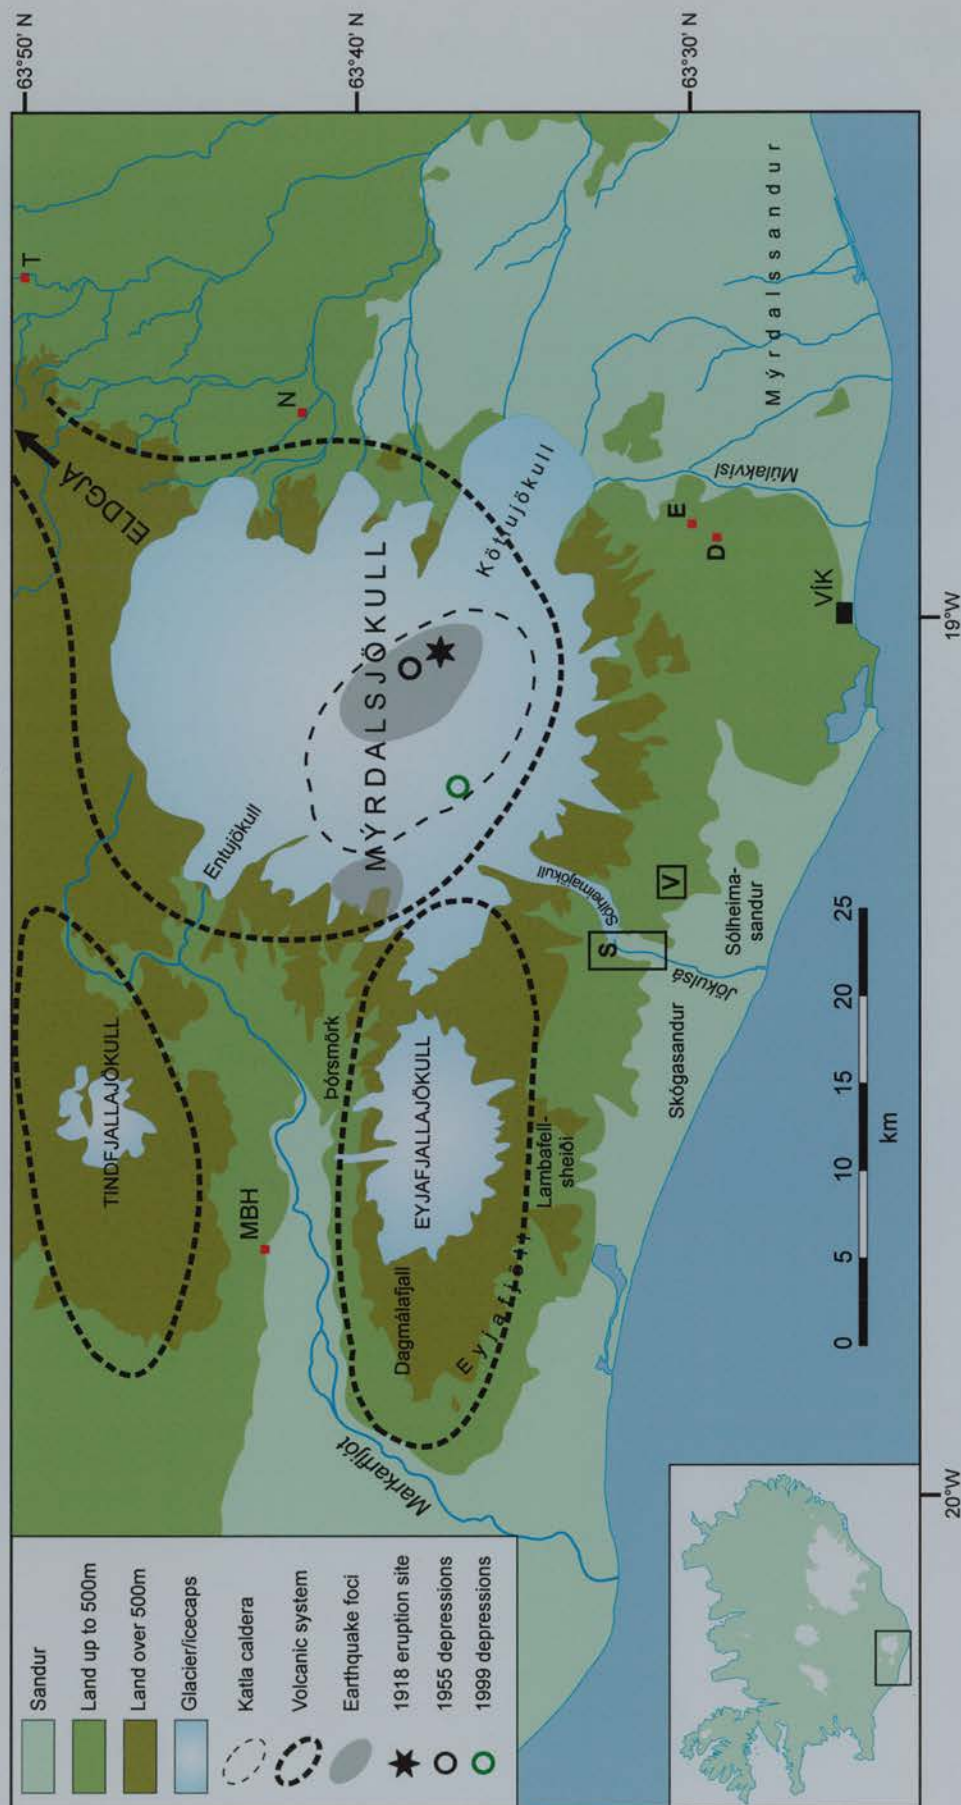 Sandur
Land up to 500m
Land over 500m
Glacier/icecaps
Katla caldera
Volcanic system
Earthquake foci
1918 eruption site
1955 depressions
1999 depressions
63°50' N
63°40' N
63°30' N
20°W
19°W
TINDFJALLAJÖKULL
ELDGJÁ
T
N
MBH
Entujökull
Þórsmörk
MÝRDALSJÖKULL
Kötlujökull
EYJAFJALLAJÖKULL
Dagmálafjall
Eyjafjöll
Lambafell-
sheiði
Markarfljót
Sólheimajökull
S
V
E
D
Múlakvísl
Mýrdalssandur
VÍK
Skógasandur
Jökulsá
Sólheima-
sandur
0 5 10 15 20 25
km